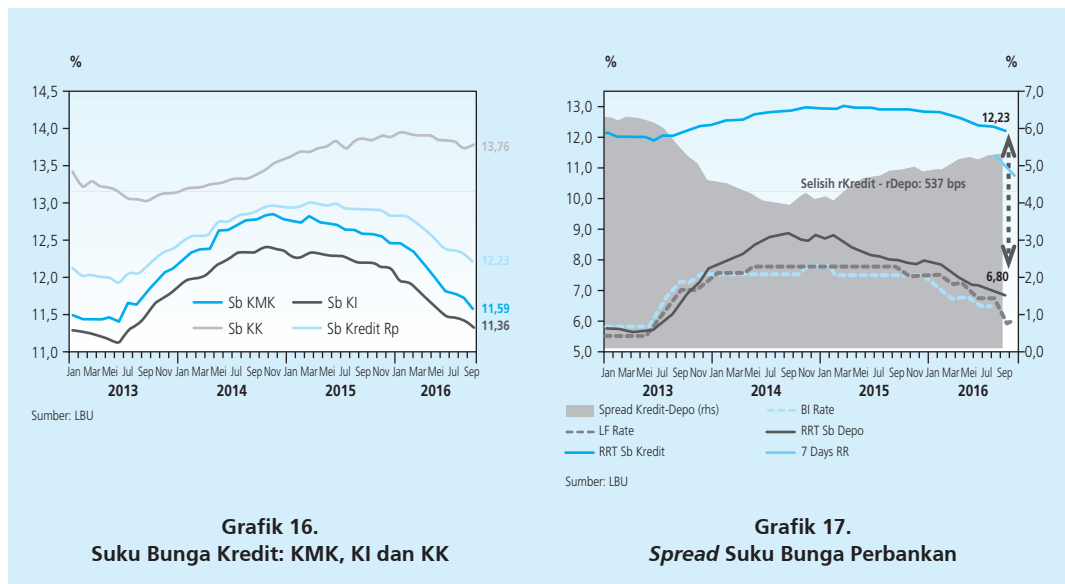 %
14,5
14,0
13,5
13,0
12,5
12,0
11,5
11,0
13,76
12,23
11,59
11,36
Sb KMK
Sb KI
Sb KK
Sb Kredit Rp
Jan Mar Mei Jul Sep Nov Jan Mar Mei Jul Sep Nov Jan Mar Mei Jul Sep Nov Jan Mar Mei Jul Sep
2013 2014 2015 2016
Sumber: LBU
Grafik 16.
Suku Bunga Kredit: KMK, KI dan KK
% %
13,0
12,0
11,0
10,0
9,0
8,0
7,0
6,0
5,0
7,0
6,0
5,0
4,0
3,0
2,0
1,0
0,0
12,23
Selisih rKredit - rDepo: 537 bps
6,80
Jan Mar Mei Jul Sep Nov Jan Mar Mei Jul Sep Nov Jan Mar Mei Jul Sep Nov Jan Mar Mei Jul Sep
2013 2014 2015 2016
Spread Kredit-Depo (rhs)
BI Rate
LF Rate
RRT Sb Depo
RRT Sb Kredit
7 Days RR
Sumber: LBU
Grafik 17.
Spread Suku Bunga Perbankan